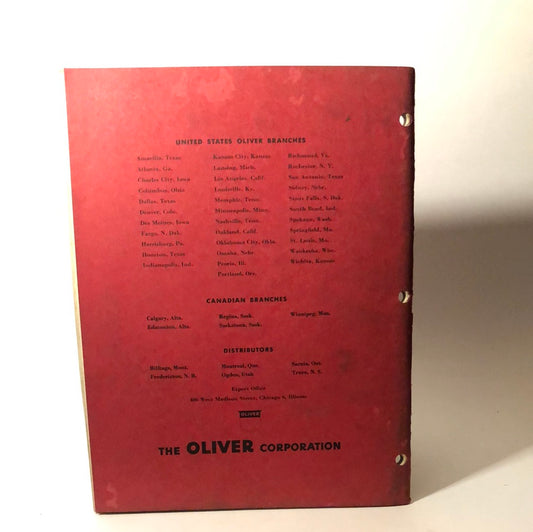 UNITED STATES OLIVER BRANCHES
Amarillo, Texas Kansas City, Kansas Richmond, Va.
Atlanta, Ga. Lansing, Mich. Rochester, N. Y.
Charles City, Iowa Los Angeles, Calif. San Antonio, Texas
Columbus, Ohio Louisville, Ky. Sidney, Nebr.
Dallas, Texas Memphis, Tenn. Sioux Falls, S. Dak.
Denver, Colo. Minneapolis, Minn. South Bend, Ind.
Des Moines, Iowa Nashville, Tenn. Spokane, Wash.
Fargo, N. Dak. Oakland, Calif. Springfield, Mo.
Harrisburg, Pa. Oklahoma City, Okla. St. Louis, Mo.
Houston, Texas Omaha, Nebr. Waukesha, Wisc.
Indianapolis, Ind. Peoria, Ill. Wichita, Kansas
Portland, Ore.
CANADIAN BRANCHES
Calgary, Alta. Regina, Sask. Winnipeg, Man.
Edmonton, Alta. Saskatoon, Sask.
DISTRIBUTORS
Billings, Mont. Montreal, Que. Sarnia, Ont.
Fredericton, N. B. Ogden, Utah Truro, N. S.
Export Office
400 West Madison Street, Chicago 6, Illinois
OLIVER
THE OLIVER CORPORATION